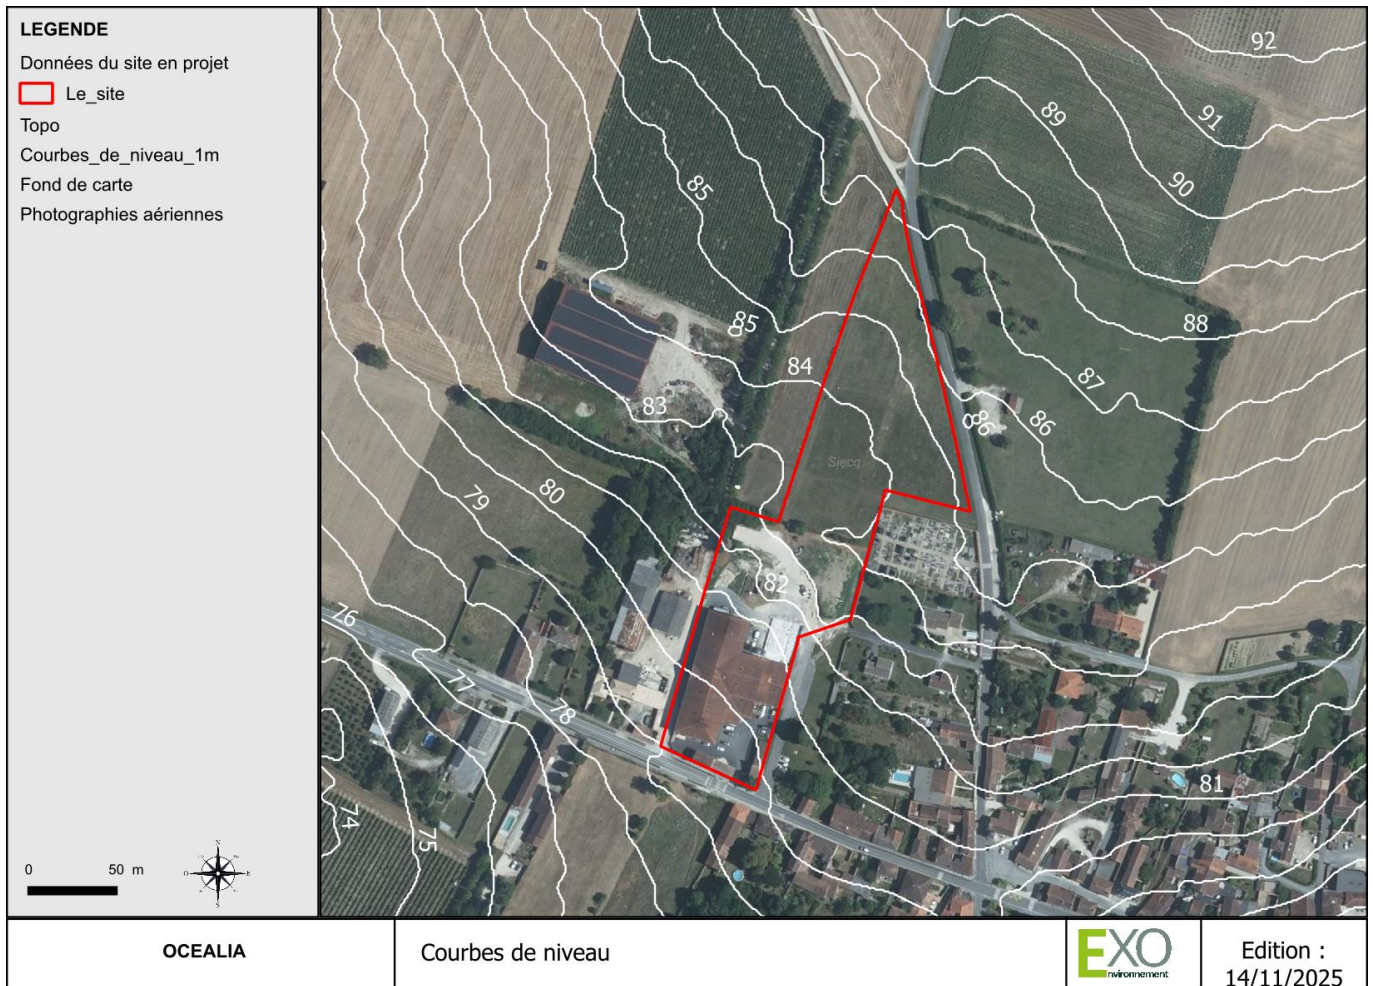 LEGENDE
Données du site en projet
Le_site
Topo
Courbes_de_niveau_1m
Fond de carte
Photographies aériennes
0 50 m
N
E
S
O
92
91
89
90
88
87
86
86
85
85
84
83
82
81
80
79
78
77
76
75
74
Siecq
OCEALIA
Courbes de niveau
EXO
nvironnement
Edition :
14/11/2025